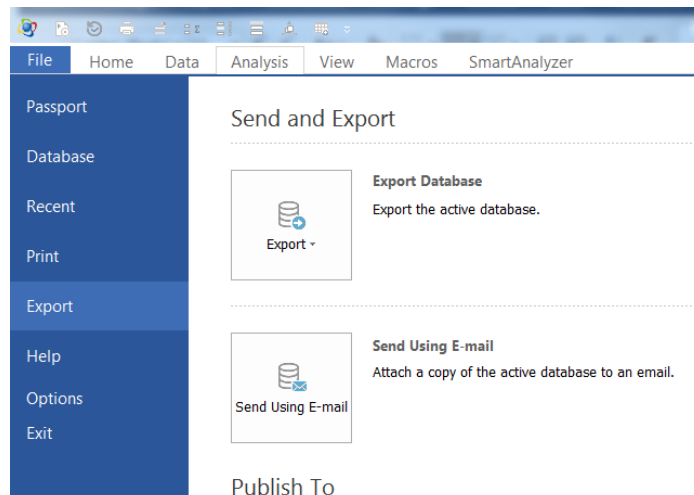 File Home Data Analysis View Macros SmartAnalyzer
Passport
Database
Recent
Print
Export
Help
Options
Exit
Send and Export
Export
Export Database
Export the active database.
Send Using E-mail
Send Using E-mail
Attach a copy of the active database to an email.
Publish To